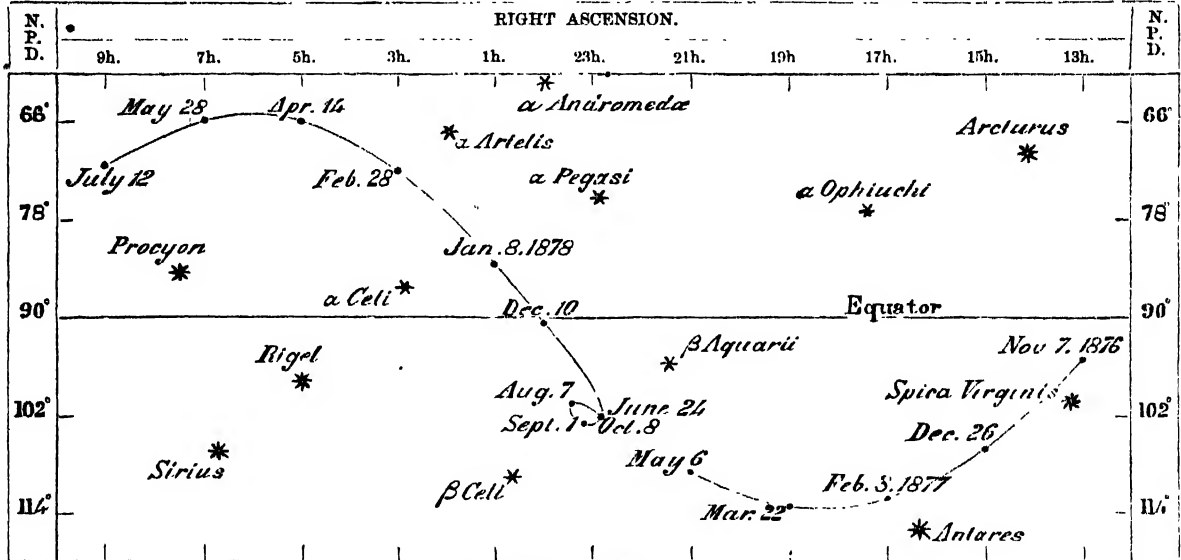 RIGHT ASCENSION.
N.
P.
D.
N.
P.
D.
9h. 7h. 5h. 3h. 1h. 23h. 21h. 19h 17h. 15h. 13h.
66°
78°
90°
102°
114°
66°
78°
90°
102°
114°
α Andromedæ
May 28
Apr. 14
α Arietis
Arcturus
July 12
Feb. 28
α Pegasi
α Ophiuchi
Procyon
Jan. 8. 1878
α Ceti
Dec. 10
Equator
Rigel
β Aquarii
Nov 7. 1876
Aug. 7
June 24
Spica Virginis
Sept. 1
Oct. 8
Dec. 26
Sirius
May 6
Feb. 3. 1877
β Ceti
Mar. 22
Antares